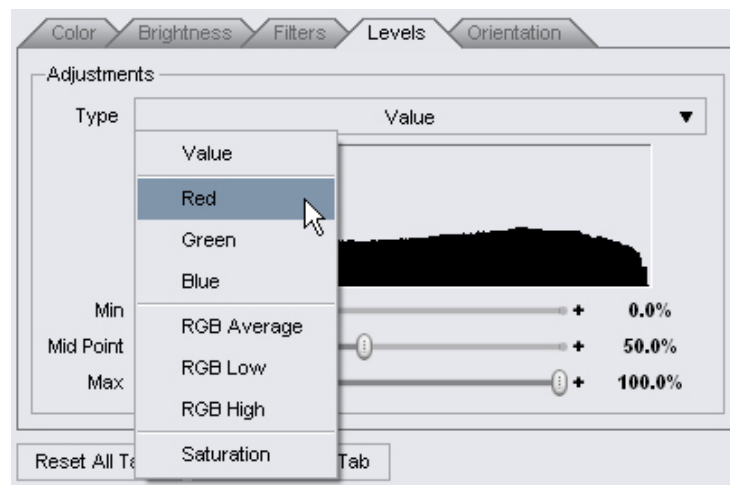 Color Brightness Filters Levels Orientation
Adjustments
Type Value
Value
Red
Green
Blue
RGB Average
RGB Low
RGB High
Saturation
Min 0.0%
Mid Point 50.0%
Max 100.0%
Reset All Tab